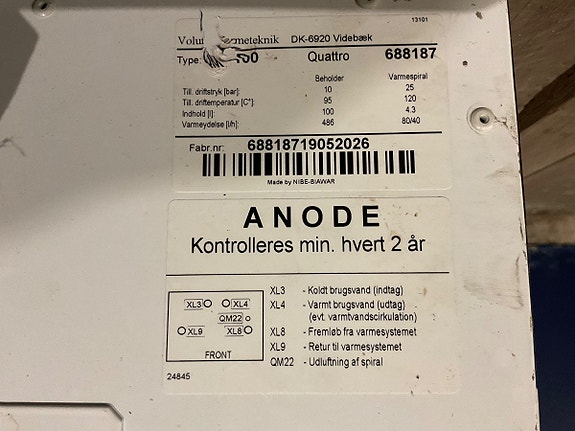 13101
DK-6920 Videbæk
Type: Quattro 688187
Beholder Varmespiral
Till. driftstryk [bar]: 10 25
Till. driftemperatur [C°]: 95 120
Indhold [l]: 100 4.3
Varmeydelse [l/h]: 486 80/40
Fabr.nr: 68818719052026
Made by NIBE-BIAWAR
ANODE
Kontrolleres min. hvert 2 år
XL3 - Koldt brugsvand (indtag)
XL4 - Varmt brugsvand (udtag)
(evt. varmtvandscirkulation)
XL8 - Fremløb fra varmesystemet
XL9 - Retur til varmesystemet
QM22 - Udluftning af spiral
XL3 XL4
QM22
XL9 XL8
FRONT
24845